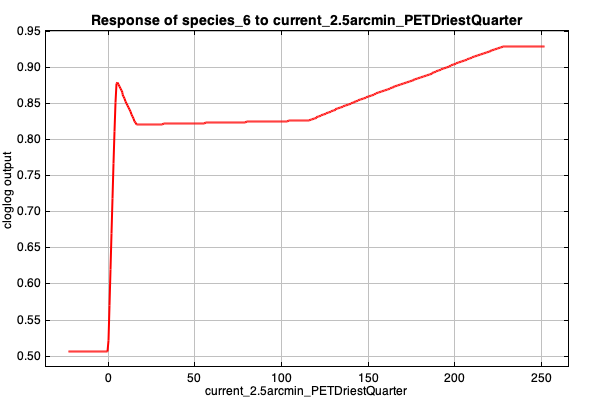 Response of species_6 to current_2.5arcmin_PETDriestQuarter
0.95
0.90
0.85
0.80
0.75
0.70
0.65
0.60
0.55
0.50
cloglog output
0 50 100 150 200 250
current_2.5arcmin_PETDriestQuarter